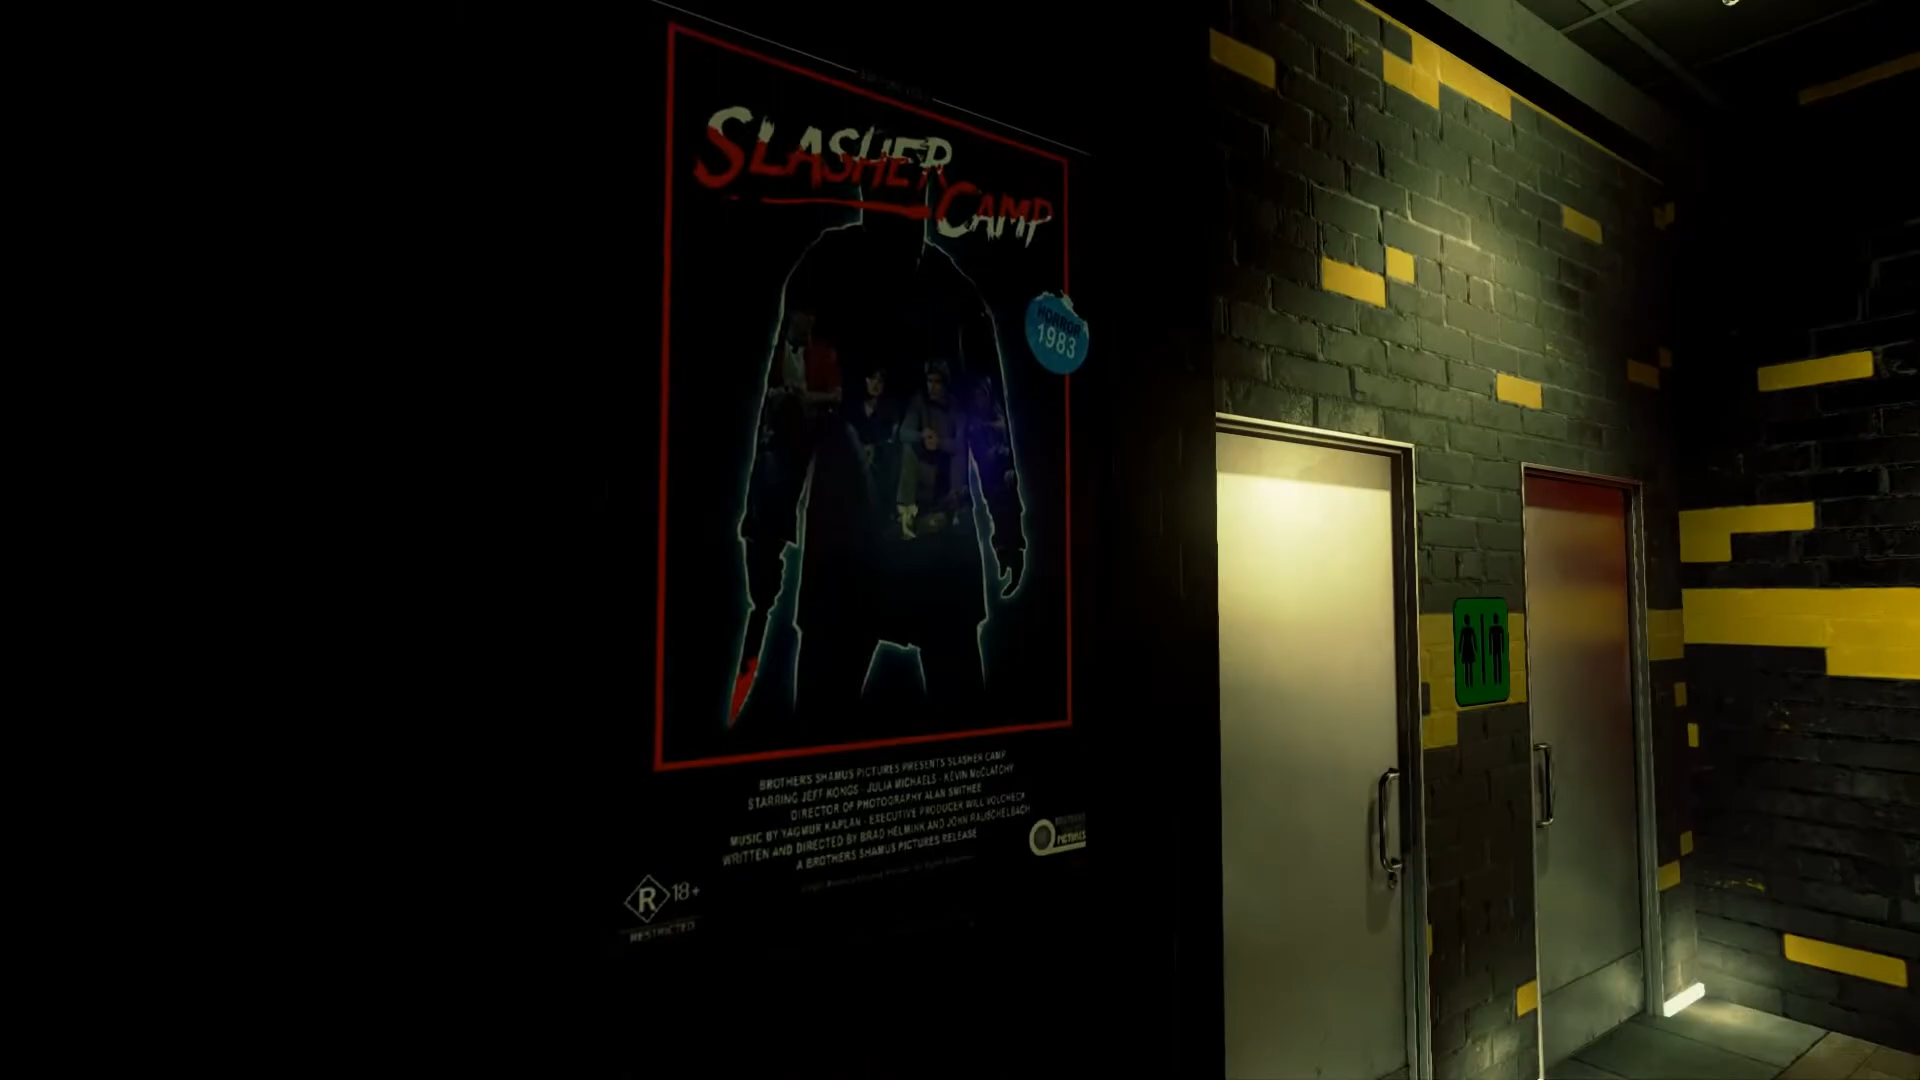 SLASHER
CAMP
HORROR
1983
BROTHERS SHAMUS PICTURES PRESENTS SLASHER CAMP
STARRING JEFF KONGS - JULIA MICHAELS - KEVIN McCLATCHY
DIRECTOR OF PHOTOGRAPHY ALAN SMITHEE
MUSIC BY YAGMUR KAPLAN - EXECUTIVE PRODUCER WILL VOLCHECK
WRITTEN AND DIRECTED BY BRAD HELMINK AND JOHN RAUSCHELBACH
A BROTHERS SHAMUS PICTURES RELEASE
PICTURES
R 18+
RESTRICTED